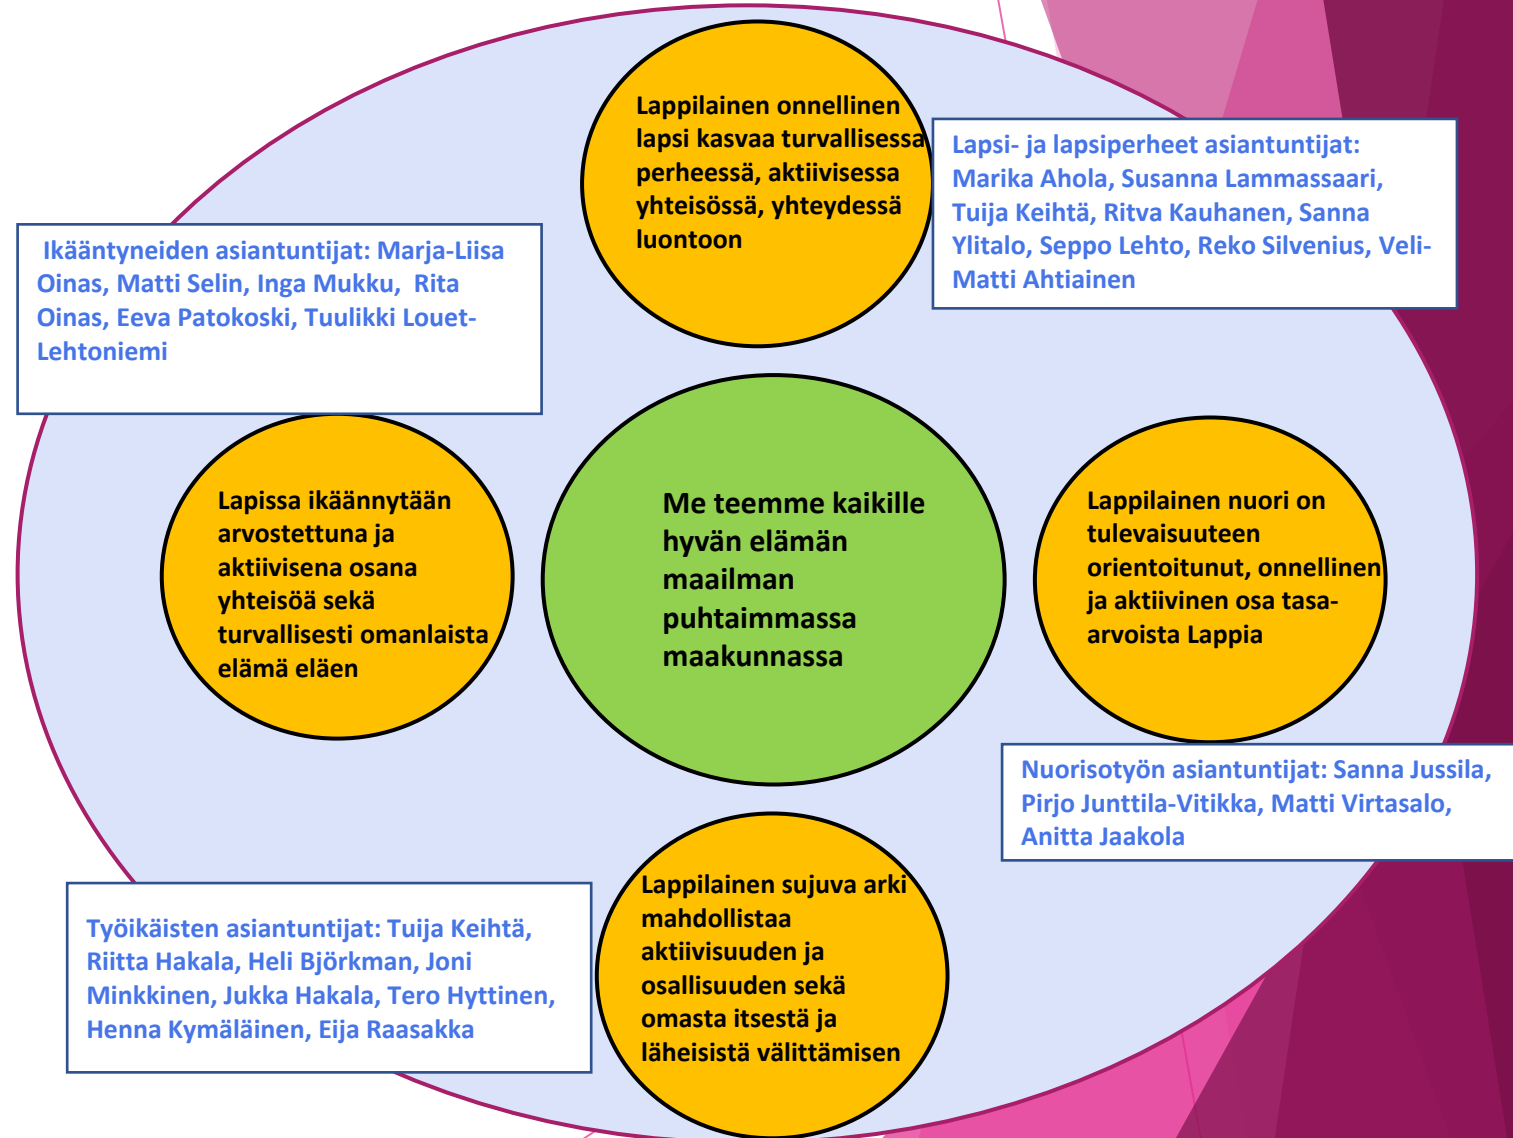 Lappilainen onnellinen
lapsi kasvaa turvallisessa
perheessä, aktiivisessa
yhteisössä, yhteydessä
luontoon
Lapsi- ja lapsiperheet asiantuntijat:
Marika Ahola, Susanna Lammassaari,
Tuija Keihtä, Ritva Kauhanen, Sanna
Ylitalo, Seppo Lehto, Reko Silvenius, Veli-
Matti Ahtiainen
Ikääntyneiden asiantuntijat: Marja-Liisa
Oinas, Matti Selin, Inga Mukku, Rita
Oinas, Eeva Patokoski, Tuulikki Louet-
Lehtoniemi
Lapissa ikäännytään
arvostettuna ja
aktiivisena osana
yhteisöä sekä
turvallisesti omanlaista
elämä eläen
Me teemme kaikille
hyvän elämän
maailman
puhtaimmassa
maakunnassa
Lappilainen nuori on
tulevaisuuteen
orientoitunut, onnellinen
ja aktiivinen osa tasa-
arvoista Lappia
Nuorisotyön asiantuntijat: Sanna Jussila,
Pirjo Junttila-Vitikka, Matti Virtasalo,
Anitta Jaakola
Lappilainen sujuva arki
mahdollistaa
aktiivisuuden ja
osallisuuden sekä
omasta itsestä ja
läheisistä välittämisen
Työikäisten asiantuntijat: Tuija Keihtä,
Riitta Hakala, Heli Björkman, Joni
Minkkinen, Jukka Hakala, Tero Hyttinen,
Henna Kymäläinen, Eija Raasakka